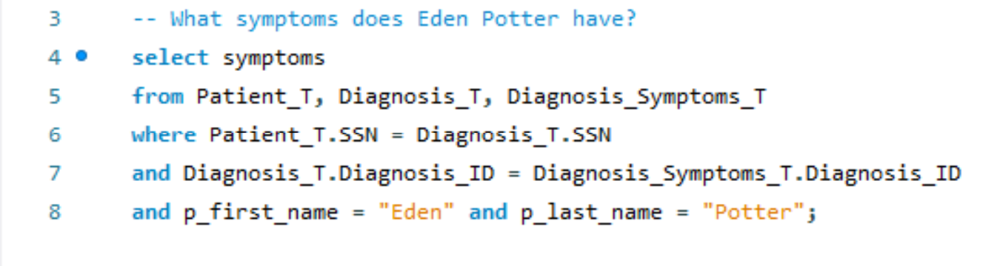 3 -- What symptoms does Eden Potter have?
4 select symptoms
5 from Patient_T, Diagnosis_T, Diagnosis_Symptoms_T
6 where Patient_T.SSN = Diagnosis_T.SSN
7 and Diagnosis_T.Diagnosis_ID = Diagnosis_Symptoms_T.Diagnosis_ID
8 and p_first_name = "Eden" and p_last_name = "Potter";